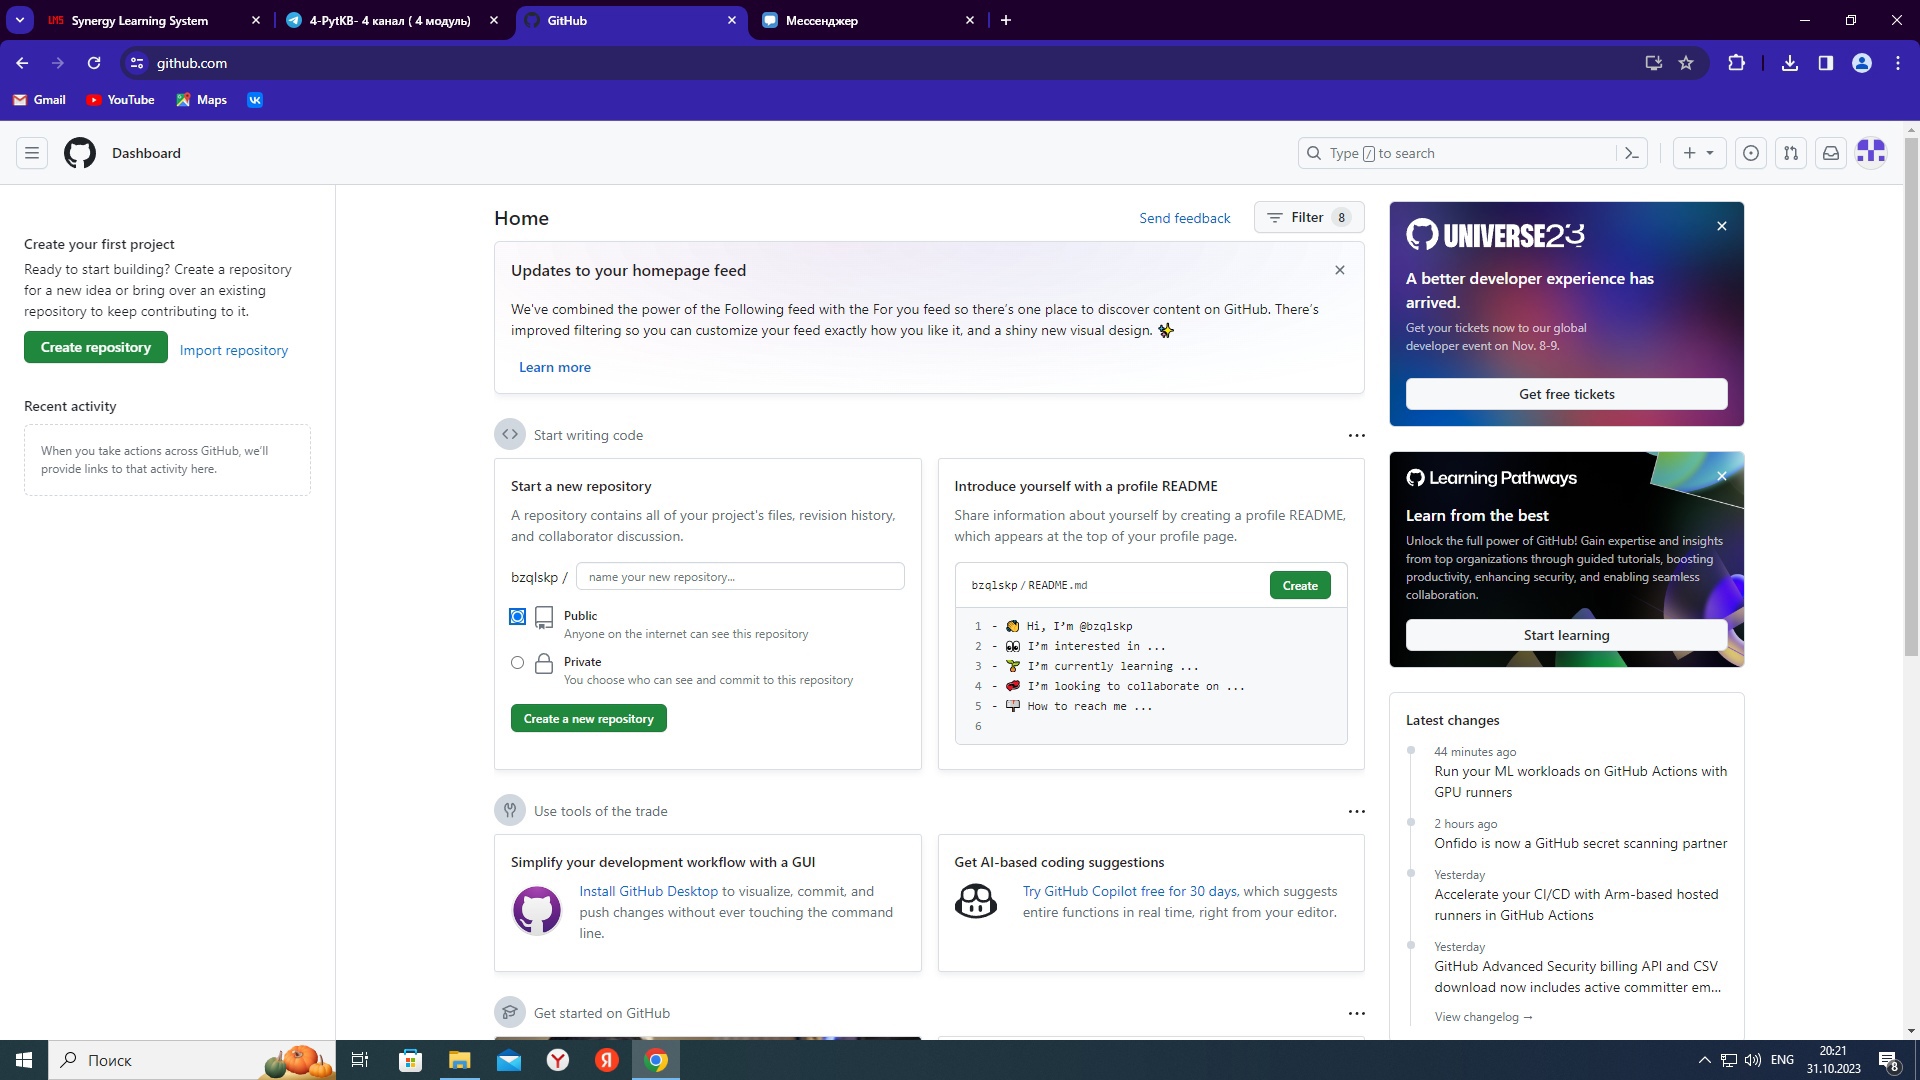 LMS Synergy Learning System
4-PytKB- 4 канал ( 4 модуль)
GitHub
Мессенджер
github.com
Gmail
YouTube
Maps
Dashboard
Type / to search
Create your first project
Ready to start building? Create a repository
for a new idea or bring over an existing
repository to keep contributing to it.
Create repository
Import repository
Recent activity
When you take actions across GitHub, we'll
provide links to that activity here.
Home
Send feedback
Filter 8
Updates to your homepage feed
We've combined the power of the Following feed with the For you feed so there's one place to discover content on GitHub. There's
improved filtering so you can customize your feed exactly how you like it, and a shiny new visual design. ✨
Learn more
Start writing code
Start a new repository
A repository contains all of your project's files, revision history,
and collaborator discussion.
bzqlskp /
name your new repository...
Public
Anyone on the internet can see this repository
Private
You choose who can see and commit to this repository
Create a new repository
Introduce yourself with a profile README
Share information about yourself by creating a profile README,
which appears at the top of your profile page.
bzqlskp / README.md
Create
1 - 👋 Hi, I'm @bzqlskp
2 - 👀 I'm interested in ...
3 - 🌱 I'm currently learning ...
4 - 💞️ I'm looking to collaborate on ...
5 - 📫 How to reach me ...
6
Use tools of the trade
Simplify your development workflow with a GUI
Install GitHub Desktop to visualize, commit, and
push changes without ever touching the command
line.
Get AI-based coding suggestions
Try GitHub Copilot free for 30 days, which suggests
entire functions in real time, right from your editor.
Get started on GitHub
UNIVERSE23
A better developer experience has
arrived.
Get your tickets now to our global
developer event on Nov. 8-9.
Get free tickets
Learning Pathways
Learn from the best
Unlock the full power of GitHub! Gain expertise and insights
from top organizations through guided tutorials, boosting
productivity, enhancing security, and enabling seamless
collaboration.
Start learning
Latest changes
44 minutes ago
Run your ML workloads on GitHub Actions with
GPU runners
2 hours ago
Onfido is now a GitHub secret scanning partner
Yesterday
Accelerate your CI/CD with Arm-based hosted
runners in GitHub Actions
Yesterday
GitHub Advanced Security billing API and CSV
download now includes active committer em...
View changelog →
Поиск
ENG
20:21
31.10.2023
8